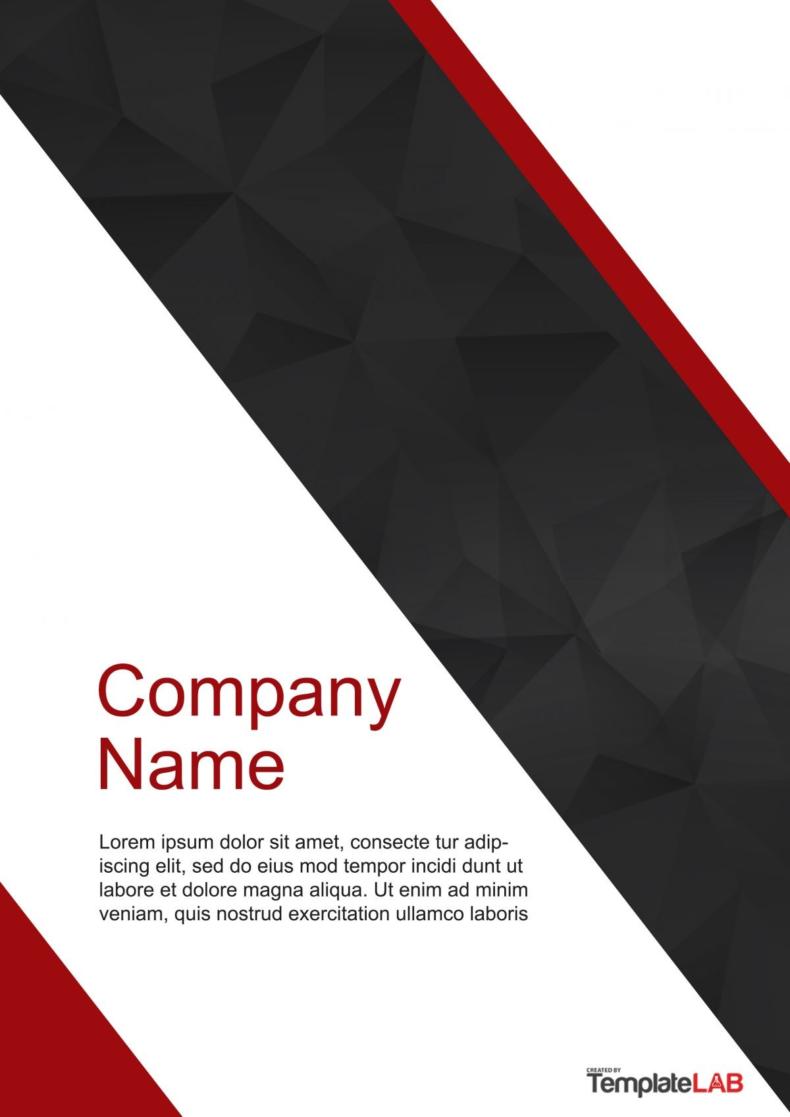 Company
Name
Lorem ipsum dolor sit amet, consecte tur adip-
iscing elit, sed do eius mod tempor incidi dunt ut
labore et dolore magna aliqua. Ut enim ad minim
veniam, quis nostrud exercitation ullamco laboris
CREATED BY
TemplateLAB